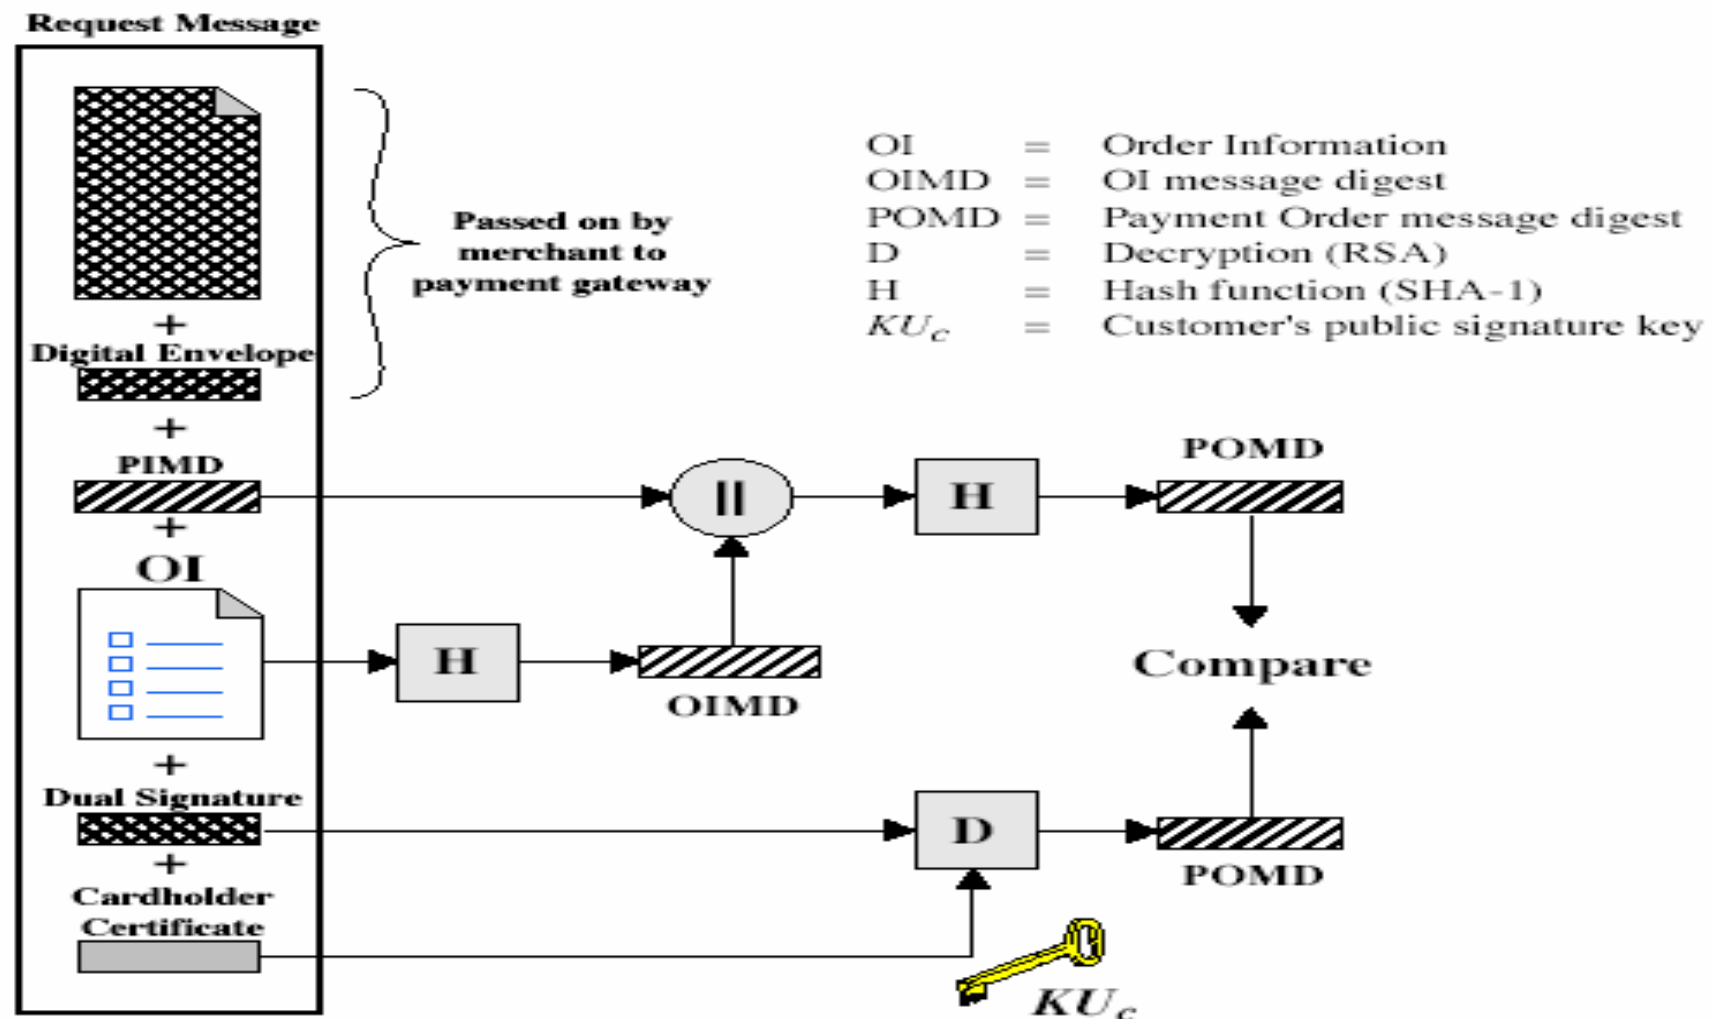 Request Message
Passed on by
merchant to
payment gateway
OI = Order Information
OIMD = OI message digest
POMD = Payment Order message digest
D = Decryption (RSA)
H = Hash function (SHA-1)
KUc = Customer's public signature key
+
Digital Envelope
+
PIMD
+
OI
||
H
POMD
H
OIMD
Compare
+
Dual Signature
D
POMD
+
Cardholder
Certificate
KUc